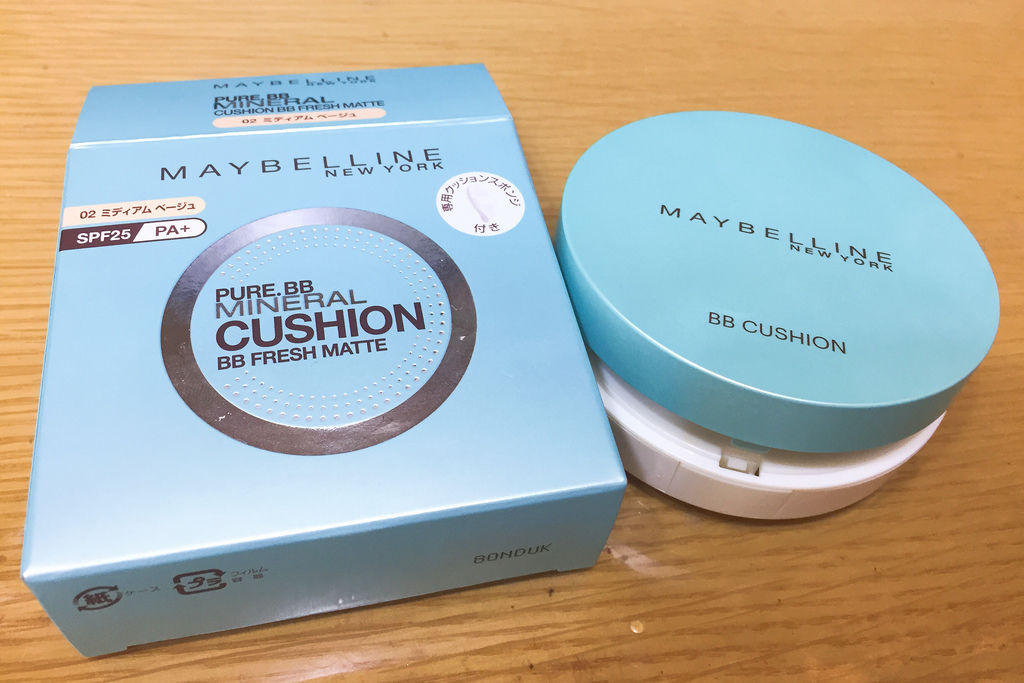 MAYBELLINE
NEW YORK
PURE.BB
MINERAL
CUSHION BB FRESH MATTE
02 ミディアム ベージュ
MAYBELLINE
NEW YORK
専用クッションスポンジ
付き
02 ミディアム ベージュ
SPF25 PA+
PURE.BB
MINERAL
CUSHION
BB FRESH MATTE
BONDUK
紙 ケース
プラ フィルム
容器
MAYBELLINE
NEW YORK
BB CUSHION